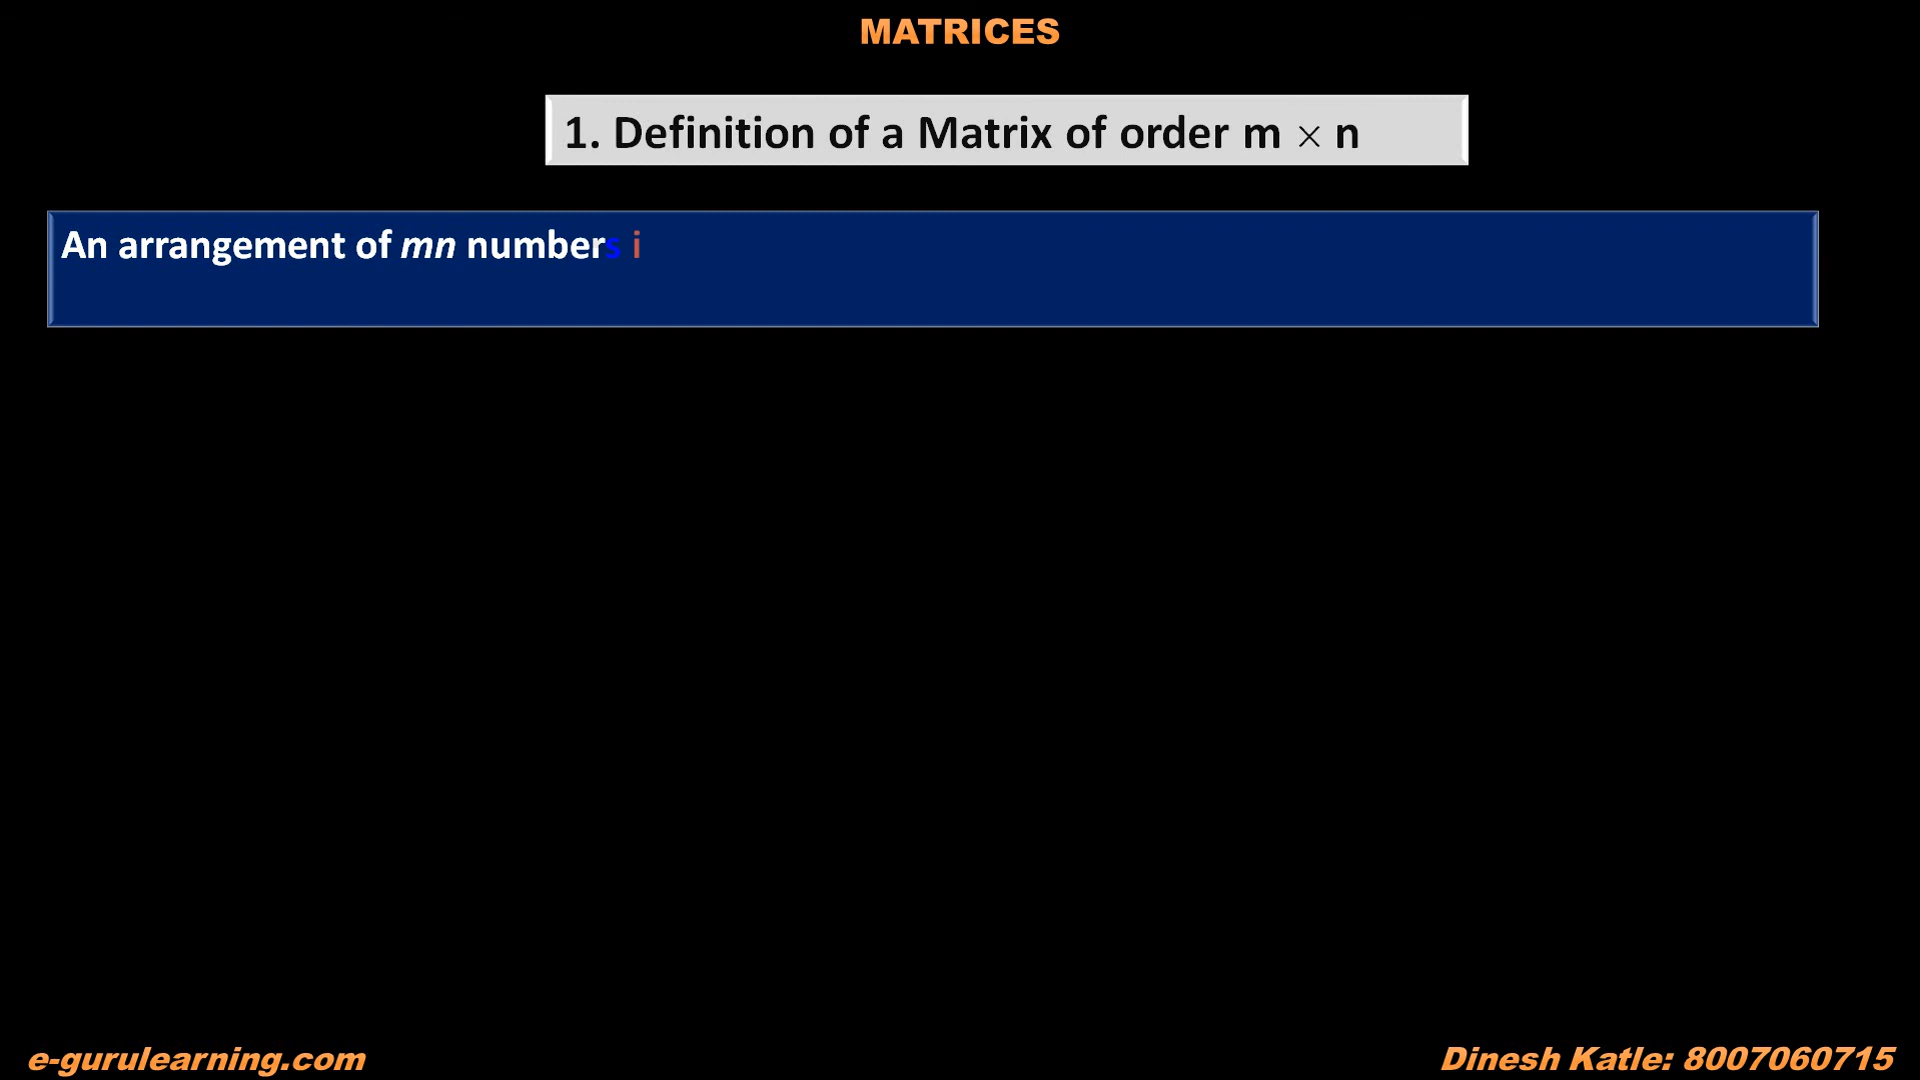 MATRICES
1. Definition of a Matrix of order m × n
An arrangement of mn numbers i
e-gurulearning.com
Dinesh Katle: 8007060715